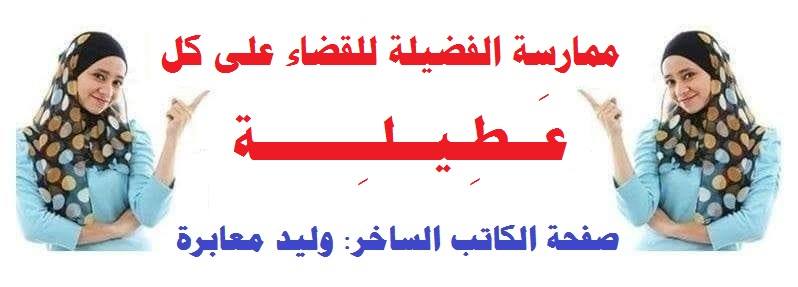 ممارسة الفضيلة للقضاء على كل
عَـطِـيـلِـة
صفحة الكاتب الساخر: وليد معابرة